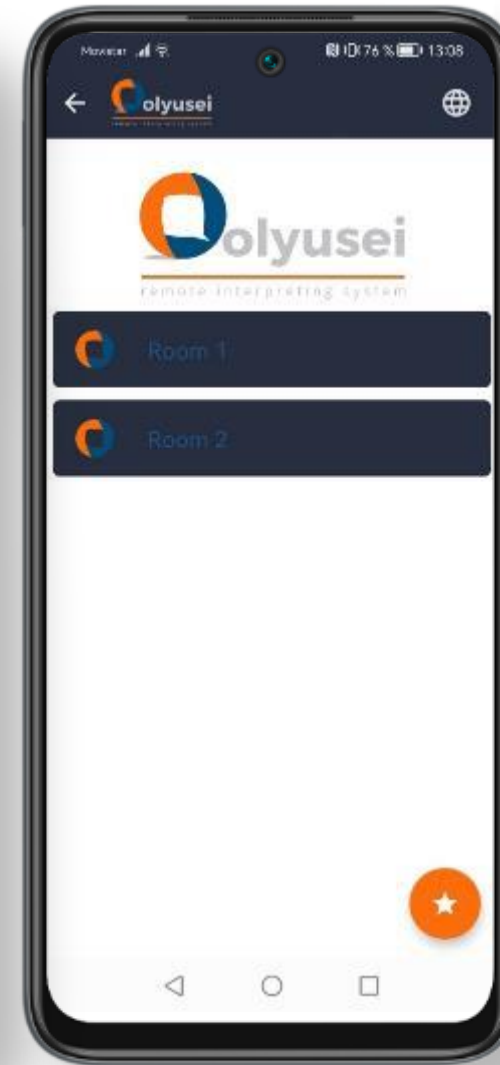 Movistar 76 % 13:08
olyusei
olyusei
remote interpreting system
Room 1
Room 2